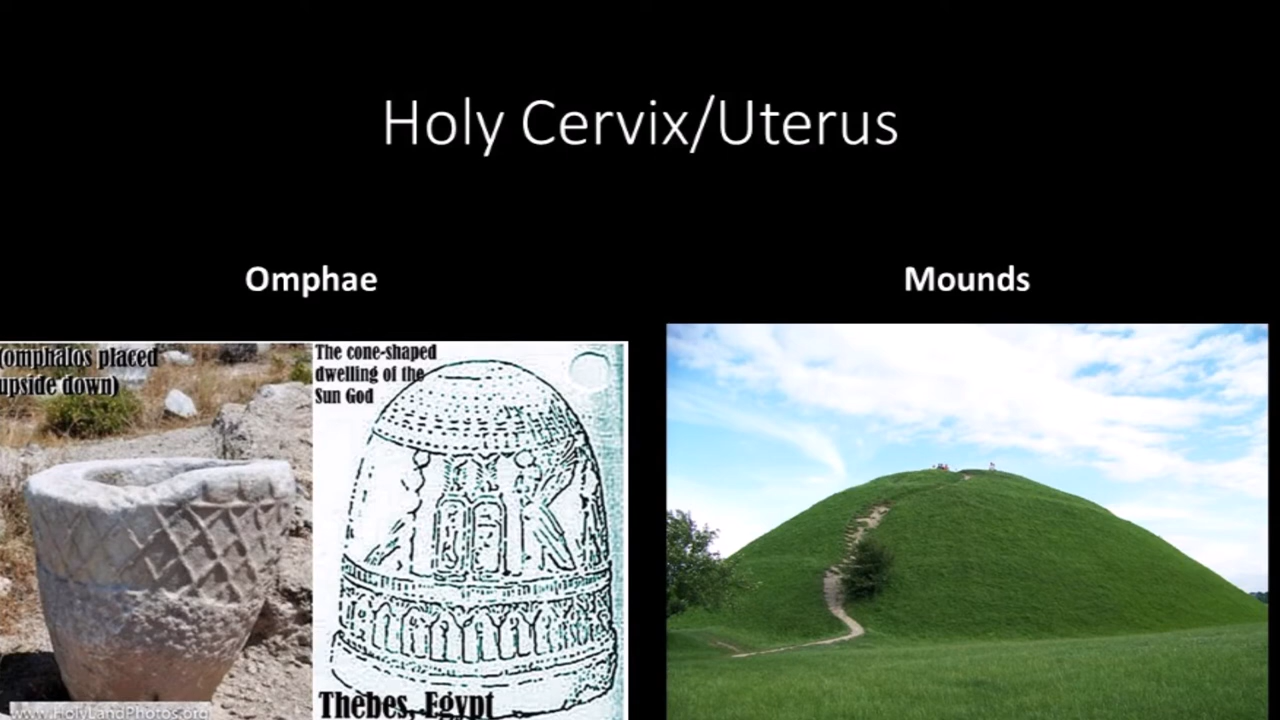 Holy Cervix/Uterus
Omphae
Mounds
(omphalos placed
upside down)
The cone-shaped
dwelling of the
Sun God
Thebes, Egypt
www.HolyLandPhotos.org